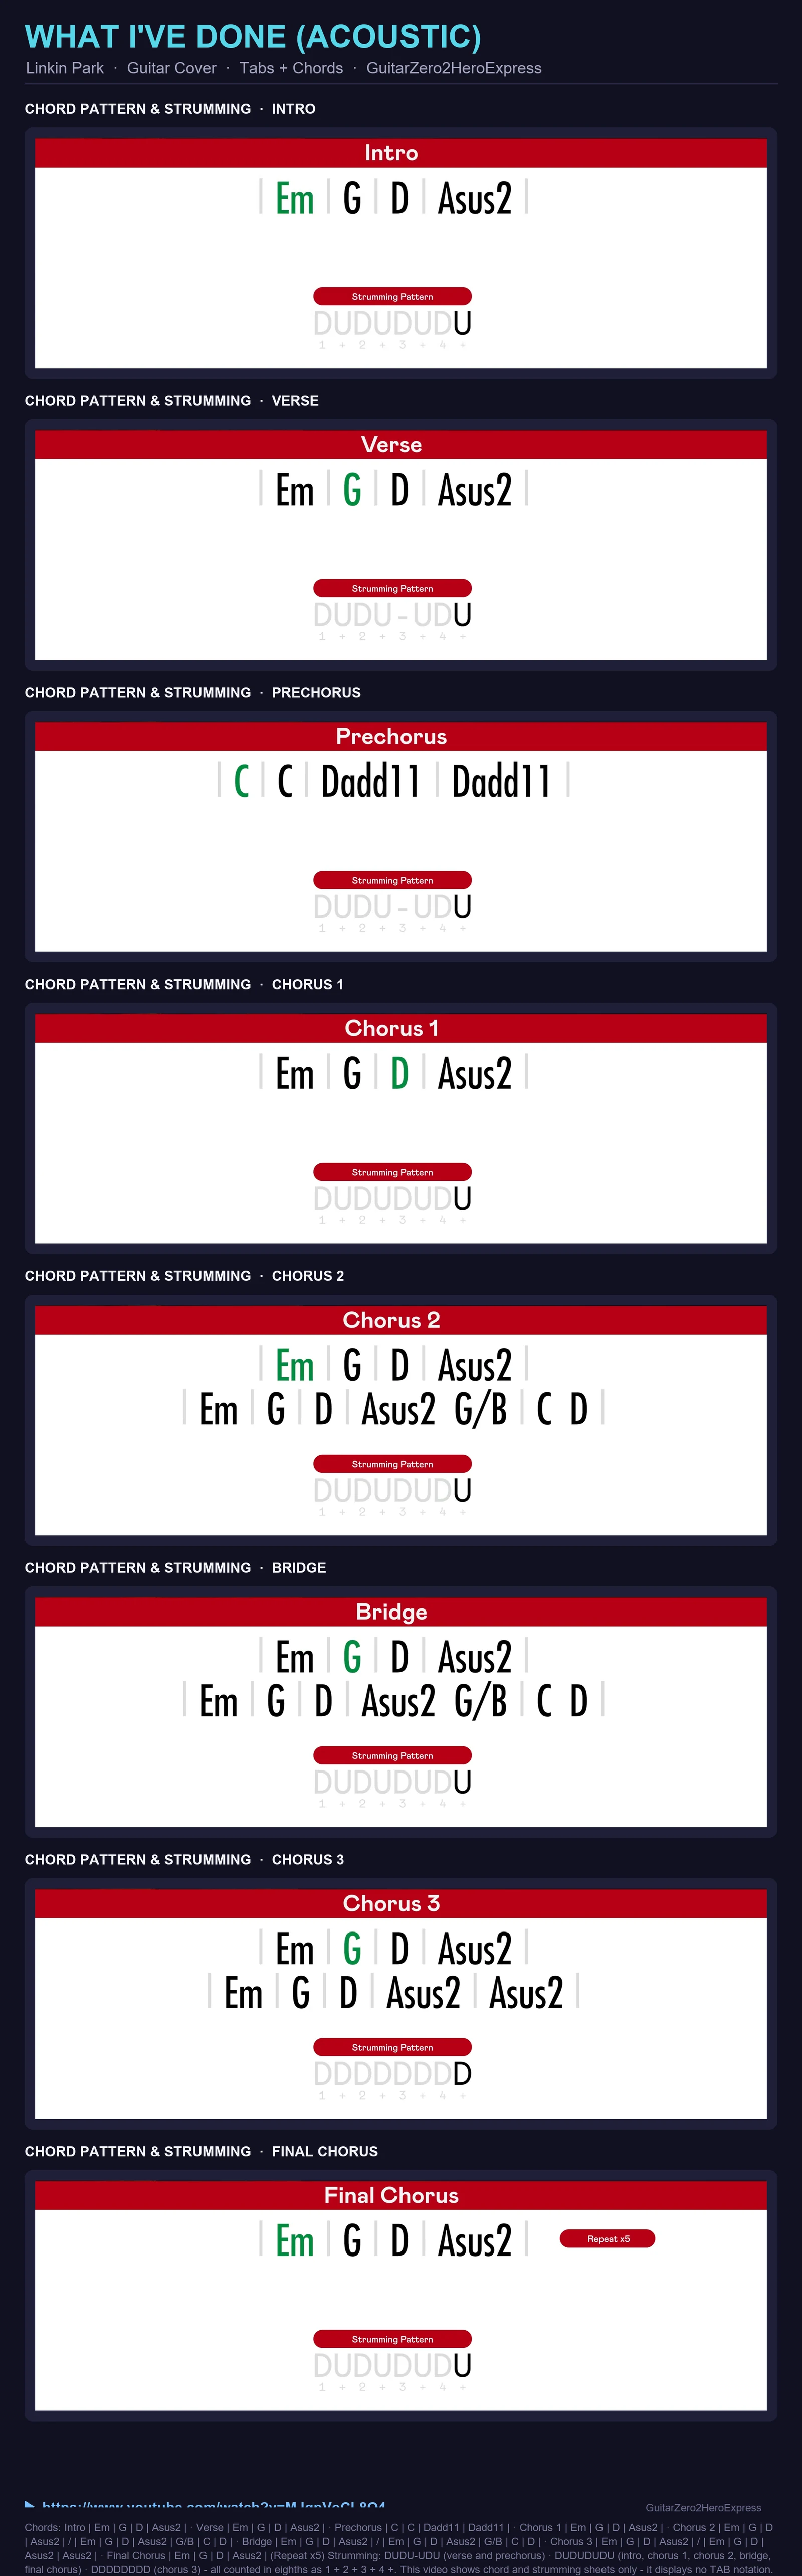 WHAT I'VE DONE (ACOUSTIC)
Linkin Park · Guitar Cover · Tabs + Chords · GuitarZero2HeroExpress
CHORD PATTERN & STRUMMING · INTRO
Intro
| Em | G | D | Asus2 |
Strumming Pattern
DUDUDUDU
1 + 2 + 3 + 4 +
CHORD PATTERN & STRUMMING · VERSE
Verse
| Em | G | D | Asus2 |
Strumming Pattern
DUDU-UDU
1 + 2 + 3 + 4 +
CHORD PATTERN & STRUMMING · PRECHORUS
Prechorus
| C | C | Dadd11 | Dadd11 |
Strumming Pattern
DUDU-UDU
1 + 2 + 3 + 4 +
CHORD PATTERN & STRUMMING · CHORUS 1
Chorus 1
| Em | G | D | Asus2 |
Strumming Pattern
DUDUDUDU
1 + 2 + 3 + 4 +
CHORD PATTERN & STRUMMING · CHORUS 2
Chorus 2
| Em | G | D | Asus2 |
| Em | G | D | Asus2 G/B | C D |
Strumming Pattern
DUDUDUDU
1 + 2 + 3 + 4 +
CHORD PATTERN & STRUMMING · BRIDGE
Bridge
| Em | G | D | Asus2 |
| Em | G | D | Asus2 G/B | C D |
Strumming Pattern
DUDUDUDU
1 + 2 + 3 + 4 +
CHORD PATTERN & STRUMMING · CHORUS 3
Chorus 3
| Em | G | D | Asus2 |
| Em | G | D | Asus2 | Asus2 |
Strumming Pattern
DDDDDDDD
1 + 2 + 3 + 4 +
CHORD PATTERN & STRUMMING · FINAL CHORUS
Final Chorus
| Em | G | D | Asus2 | Repeat x5
Strumming Pattern
DUDUDUDU
1 + 2 + 3 + 4 +
GuitarZero2HeroExpress
Chords: Intro | Em | G | D | Asus2 | · Verse | Em | G | D | Asus2 | · Prechorus | C | C | Dadd11 | Dadd11 | · Chorus 1 | Em | G | D | Asus2 | · Chorus 2 | Em | G | D
| Asus2 | / | Em | G | D | Asus2 | G/B | C | D | · Bridge | Em | G | D | Asus2 | / | Em | G | D | Asus2 | G/B | C | D | · Chorus 3 | Em | G | D | Asus2 | / | Em | G | D |
Asus2 | Asus2 | · Final Chorus | Em | G | D | Asus2 | (Repeat x5) Strumming: DUDU-UDU (verse and prechorus) · DUDUDUDU (intro, chorus 1, chorus 2, bridge,
final chorus) · DDDDDDDD (chorus 3) - all counted in eighths as 1 + 2 + 3 + 4 +. This video shows chord and strumming sheets only - it displays no TAB notation.